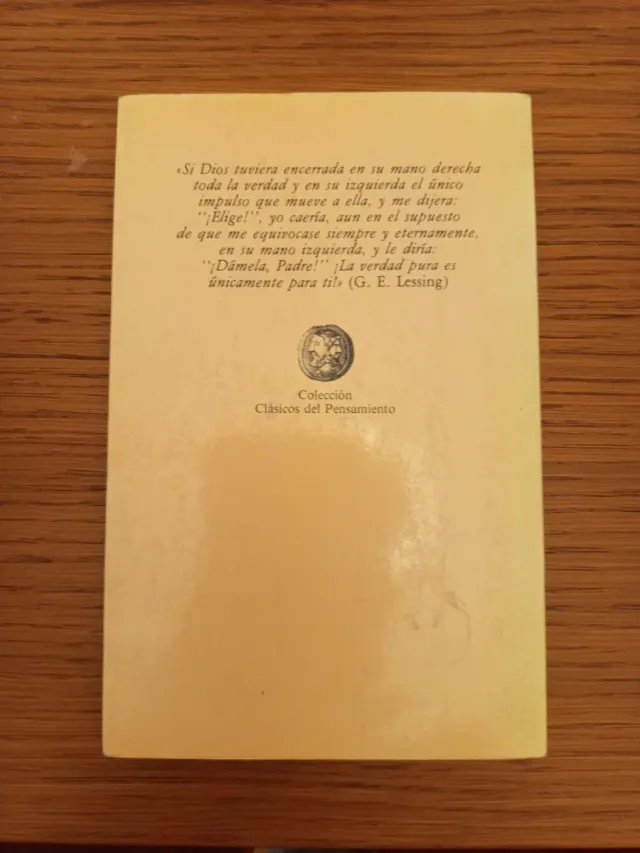 «Si Dios tuviera encerrada en su mano derecha
toda la verdad y en su izquierda el único
impulso que mueve a ella, y me dijera:
"¡Elige!", yo caería, aun en el supuesto
de que me equivocase siempre y eternamente,
en su mano izquierda, y le diría:
"¡Dámela, Padre!" ¡La verdad pura es
únicamente para ti!» (G. E. Lessing)
Colección
Clásicos del Pensamiento